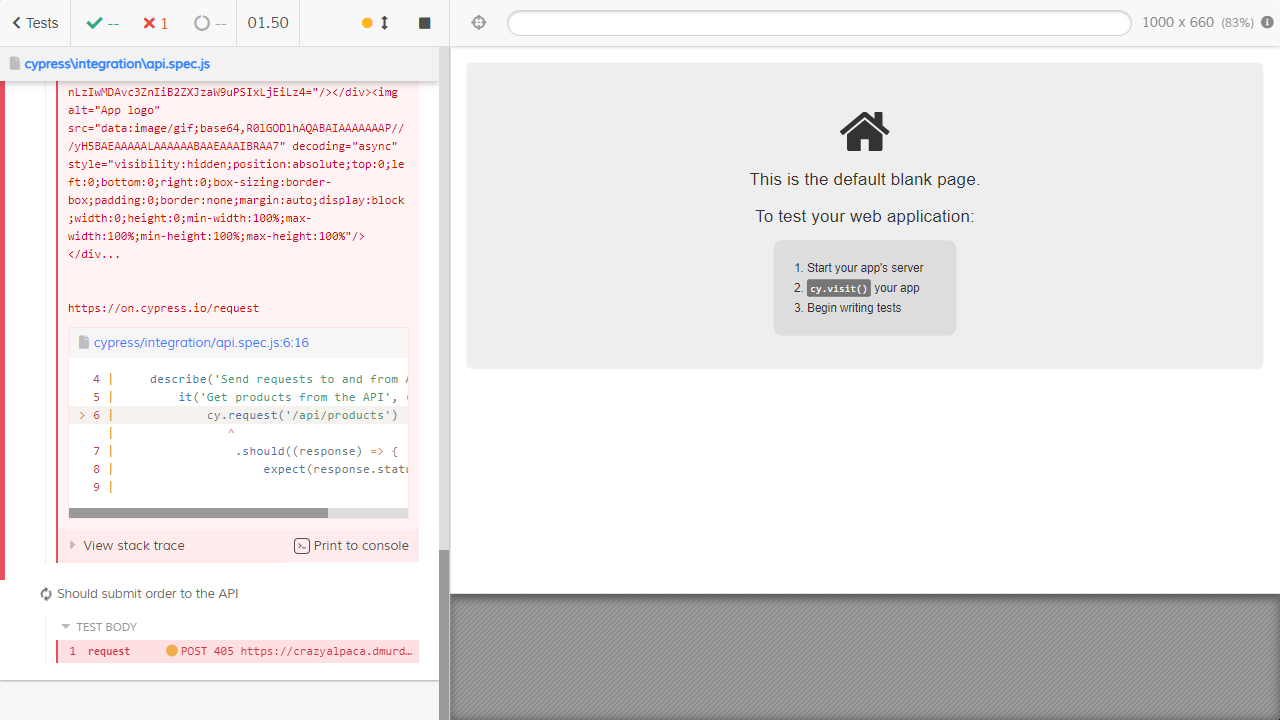 Tests
--
1
--
01.50
1000 x 660 (83%)
cypress\integration\api.spec.js
nLzIwMDAvc3ZnIiB2ZXJzaW9uPSIxLjEiLz4="/></div><img
alt="App logo"
src="data:image/gif;base64,R0lGODlhAQABAIAAAAAAAP//
/yH5BAEAAAAALAAAAAABAAEAAAIBRAA7" decoding="async"
style="visibility:hidden;position:absolute;top:0;le
ft:0;bottom:0;right:0;box-sizing:border-
box;padding:0;border:none;margin:auto;display:block
;width:0;height:0;min-width:100%;max-
width:100%;min-height:100%;max-height:100%"/>
</div...
https://on.cypress.io/request
cypress/integration/api.spec.js:6:16
4 | describe('Send requests to and from A
5 | it('Get products from the API', (
> 6 | cy.request('/api/products')
| ^
7 | .should((response) => {
8 | expect(response.statu
9 |
View stack trace
Print to console
Should submit order to the API
TEST BODY
1 request POST 405 https://crazyalpaca.dmurd…
This is the default blank page.
To test your web application:
1. Start your app's server
2. cy.visit() your app
3. Begin writing tests